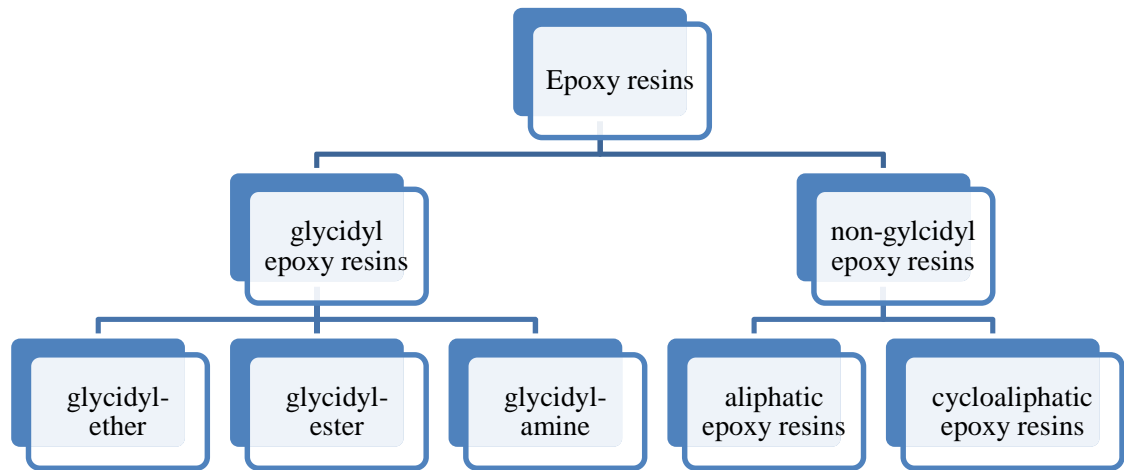 Epoxy resins
glycidyl
epoxy resins
non-gylcidyl
epoxy resins
glycidyl-
ether
glycidyl-
ester
glycidyl-
amine
aliphatic
epoxy resins
cycloaliphatic
epoxy resins